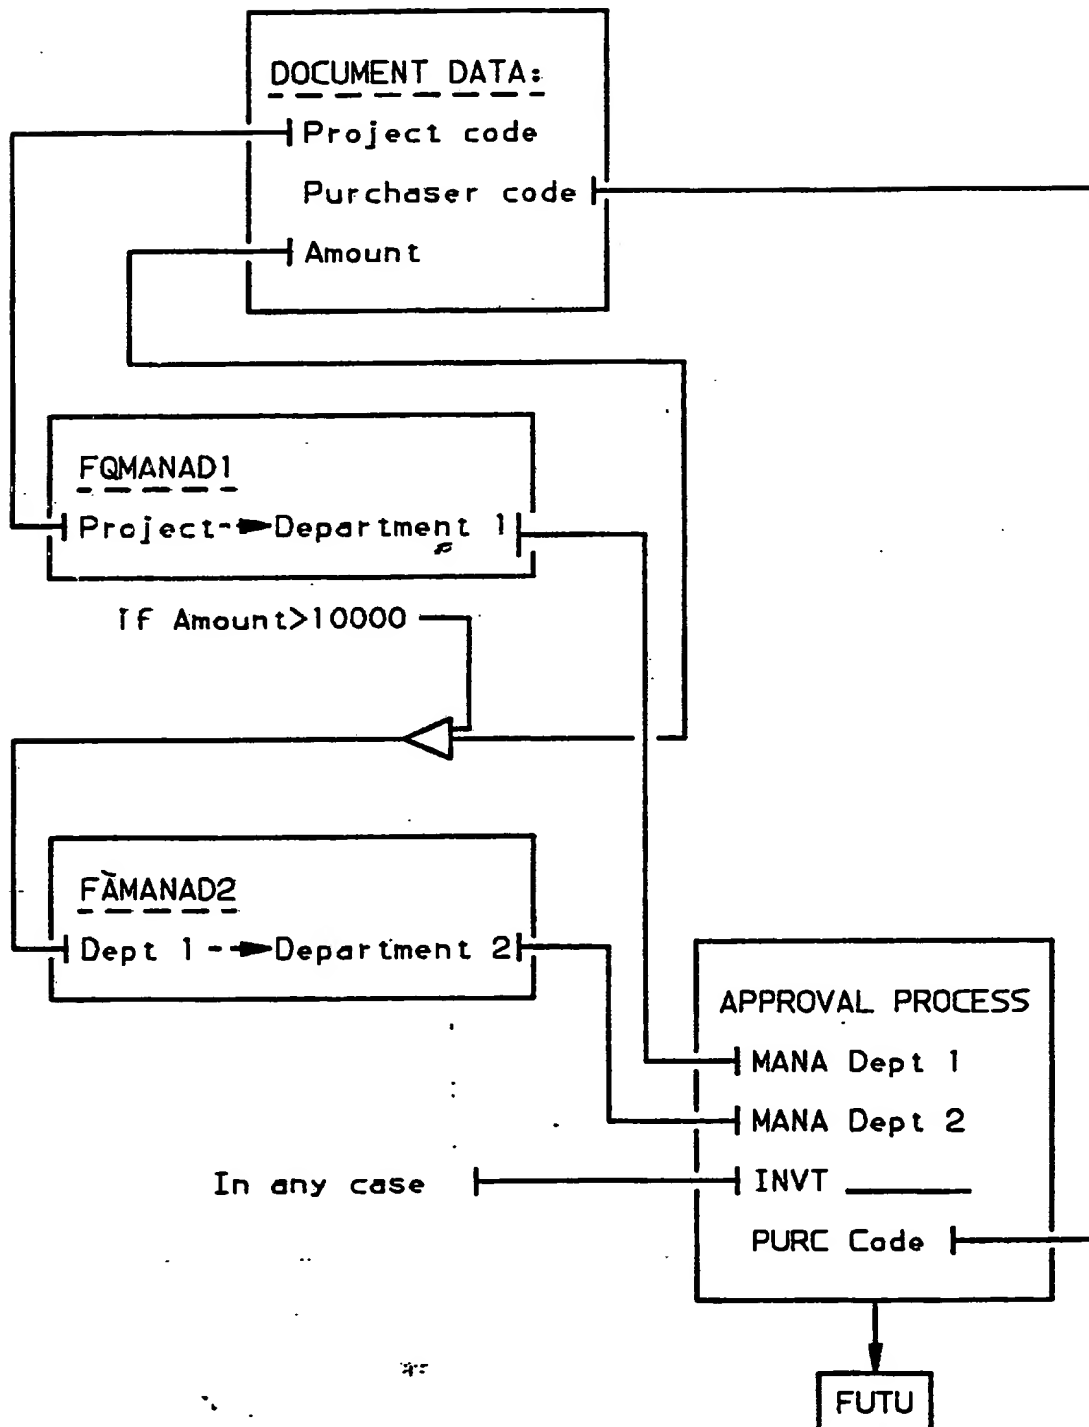 DOCUMENT DATA:
Project code
Purchaser code
Amount
FQMANAD1
Project → Department 1
If Amount>10000
FAMANAD2
Dept 1 → Department 2
APPROVAL PROCESS
MANA Dept 1
MANA Dept 2
In any case
INVT ______
PURC Code
FUTU